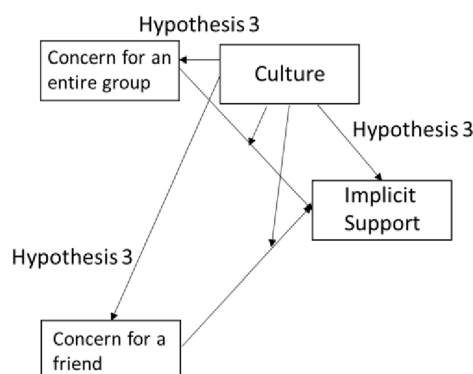 Hypothesis 3
Concern for an
entire group
Culture
Hypothesis 3
Implicit
Support
Hypothesis 3
Concern for a
friend